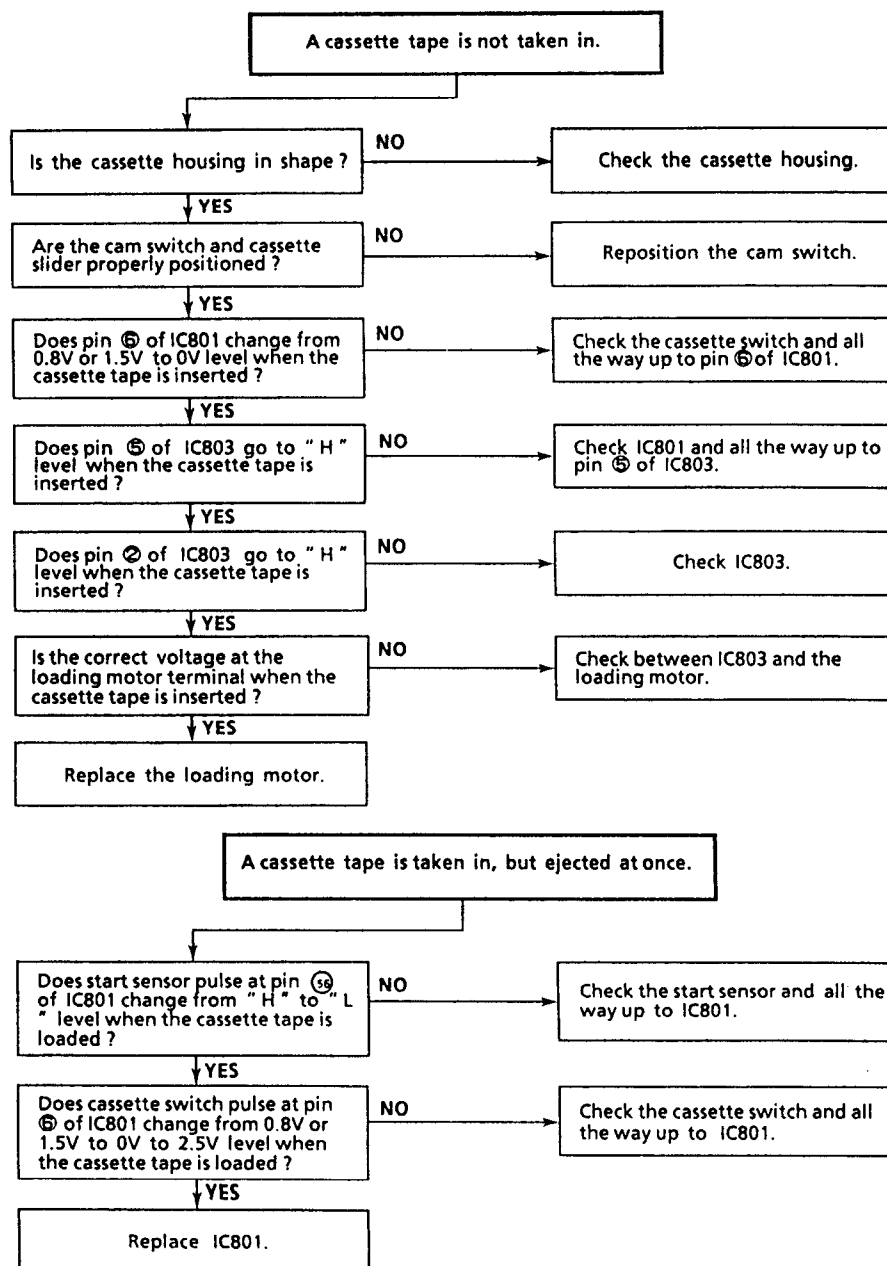 A cassette tape is not taken in.
Is the cassette housing in shape ?
NO
Check the cassette housing.
YES
Are the cam switch and cassette
slider properly positioned ?
NO
Reposition the cam switch.
YES
Does pin ⑥ of IC801 change from
0.8V or 1.5V to 0V level when the
cassette tape is inserted ?
NO
Check the cassette switch and all
the way up to pin ⑥ of IC801.
YES
Does pin ⑤ of IC803 go to " H "
level when the cassette tape is
inserted ?
NO
Check IC801 and all the way up to
pin ⑤ of IC803.
YES
Does pin ② of IC803 go to " H "
level when the cassette tape is
inserted ?
NO
Check IC803.
YES
Is the correct voltage at the
loading motor terminal when the
cassette tape is inserted ?
NO
Check between IC803 and the
loading motor.
YES
Replace the loading motor.
A cassette tape is taken in, but ejected at once.
Does start sensor pulse at pin 56
of IC801 change from " H " to " L
" level when the cassette tape is
loaded ?
NO
Check the start sensor and all the
way up to IC801.
YES
Does cassette switch pulse at pin
⑥ of IC801 change from 0.8V or
1.5V to 0V to 2.5V level when
the cassette tape is loaded ?
NO
Check the cassette switch and all
the way up to IC801.
YES
Replace IC801.